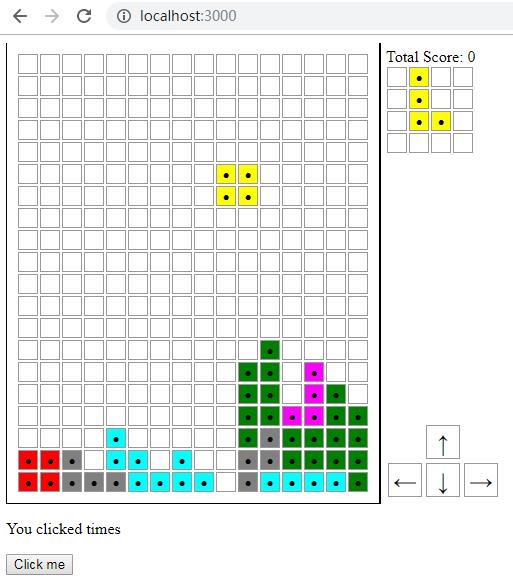 localhost:3000
Total Score: 0
↑
← ↓ →
You clicked times
Click me